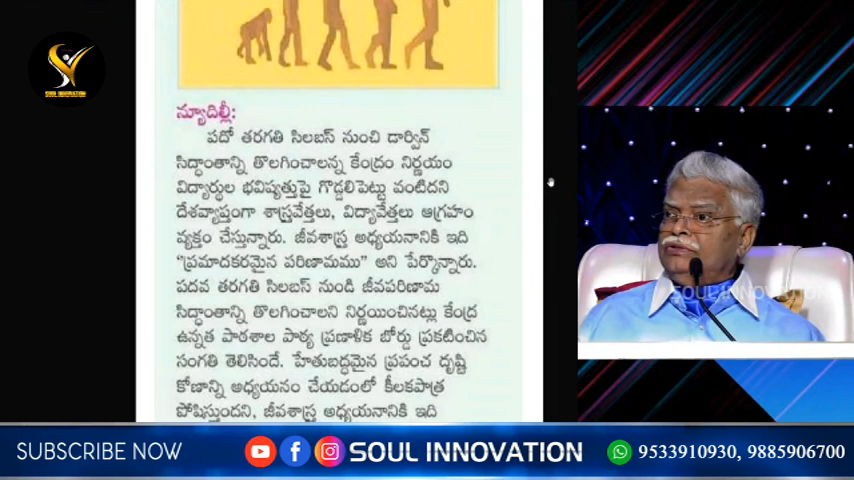 SOUL INNOVATION
న్యూదిల్లీ:
పదో తరగతి సిలబస్ నుంచి డార్విన్
సిద్ధాంతాన్ని తొలగించాలన్న కేంద్రం నిర్ణయం
విద్యార్థుల భవిష్యత్తుపై గొడ్డలిపెట్టు వంటిదని
దేశవ్యాప్తంగా శాస్త్రవేత్తలు, విద్యావేత్తలు ఆగ్రహం
వ్యక్తం చేస్తున్నారు. జీవశాస్త్ర అధ్యయనానికి ఇది
“ప్రమాదకరమైన పరిణామము” అని పేర్కొన్నారు.
పదవ తరగతి సిలబస్ నుండి జీవపరిణామ
సిద్ధాంతాన్ని తొలగించాలని నిర్ణయించినట్లు కేంద్ర
ఉన్నత పాఠశాల పాఠ్య ప్రణాళిక బోర్డు ప్రకటించిన
సంగతి తెలిసిందే. హేతుబద్ధమైన ప్రపంచ దృష్టి
కోణాన్ని అధ్యయనం చేయడంలో కీలకపాత్ర
పోషిస్తుందని, జీవశాస్త్ర అధ్యయనానికి ఇది
SOUL INNOVATION
SUBSCRIBE NOW
SOUL INNOVATION
9533910930, 9885906700